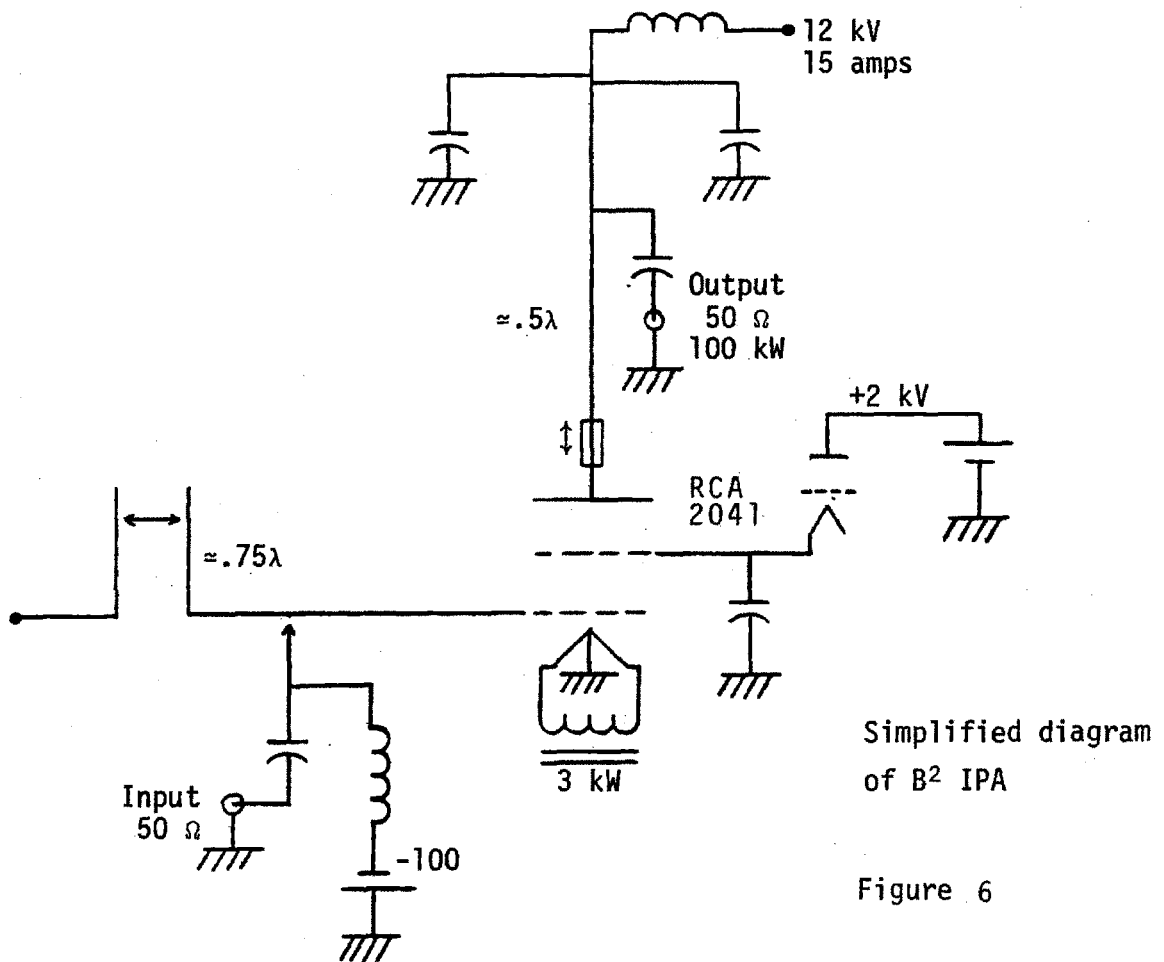 12 kV
15 amps
Output
50 Ω
100 kW
≃.5λ
+2 kV
RCA
2041
≃.75λ
3 kW
Input
50 Ω
-100
Simplified diagram
of B² IPA
Figure 6